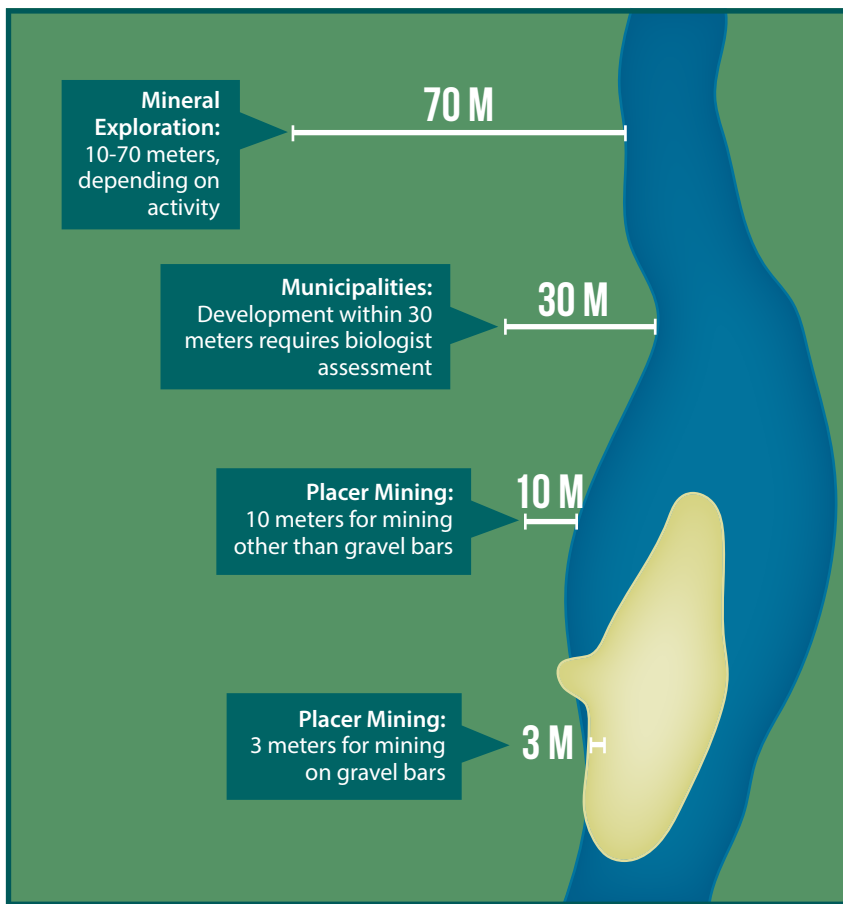 Mineral
Exploration:
10-70 meters,
depending on
activity
70 M
Municipalities:
Development within 30
meters requires biologist
assessment
30 M
Placer Mining:
10 meters for mining
other than gravel bars
10 M
Placer Mining:
3 meters for mining
on gravel bars
3 M